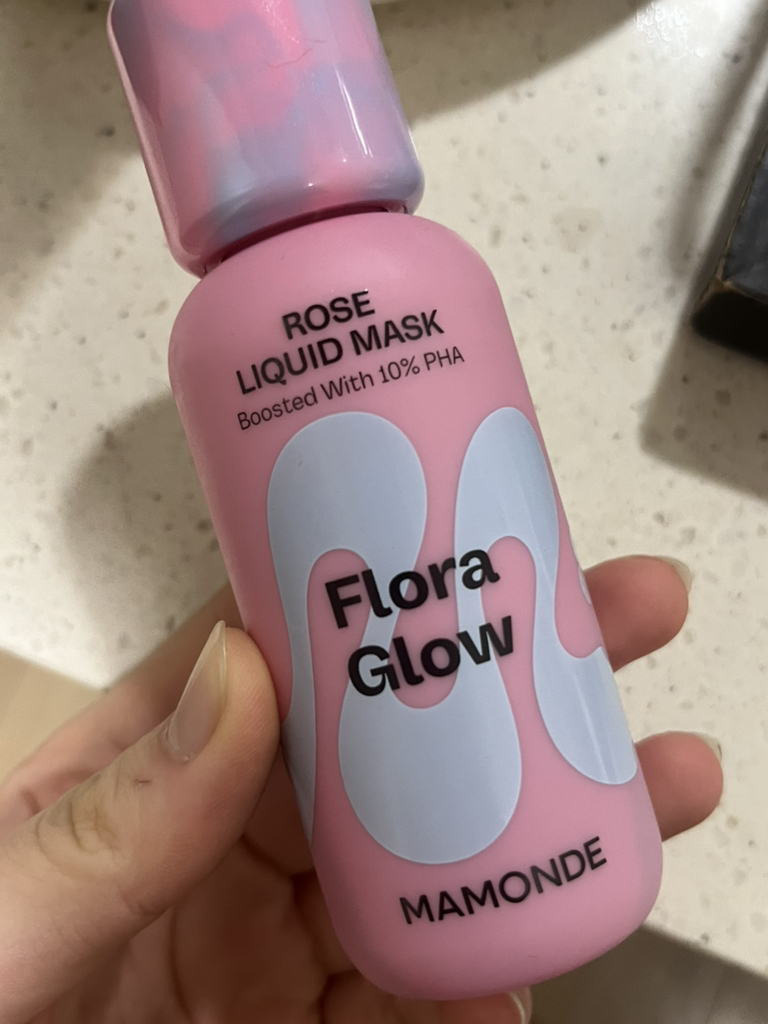 ROSE
LIQUID MASK
Boosted With 10% PHA
Flora
Glow
MAMONDE